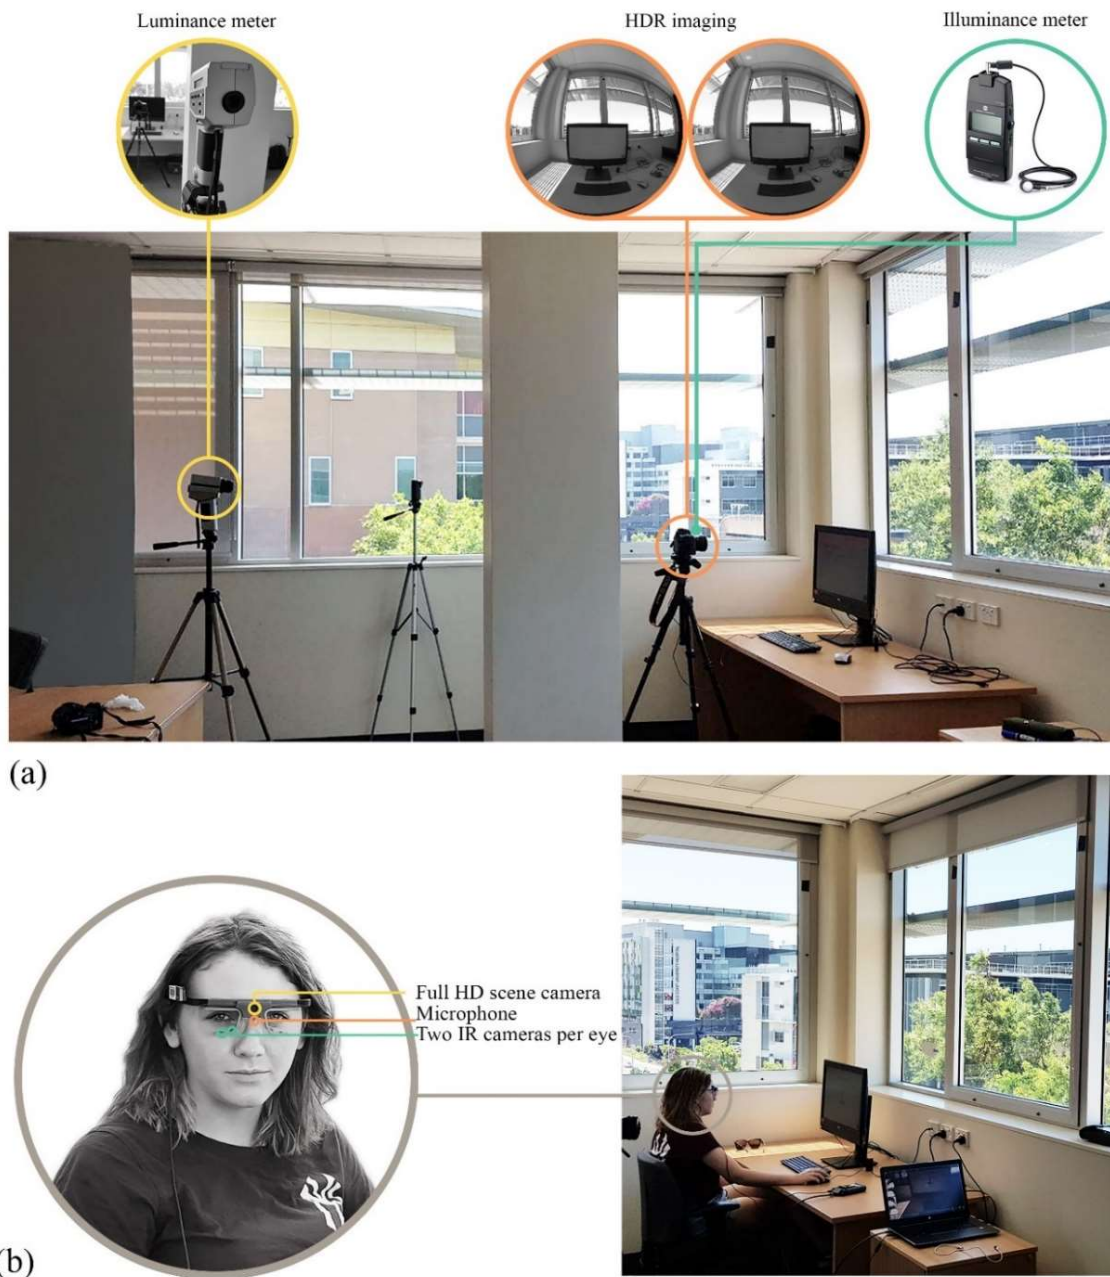 Luminance meter
HDR imaging
Illuminance meter
(a)
Full HD scene camera
Microphone
Two IR cameras per eye
(b)